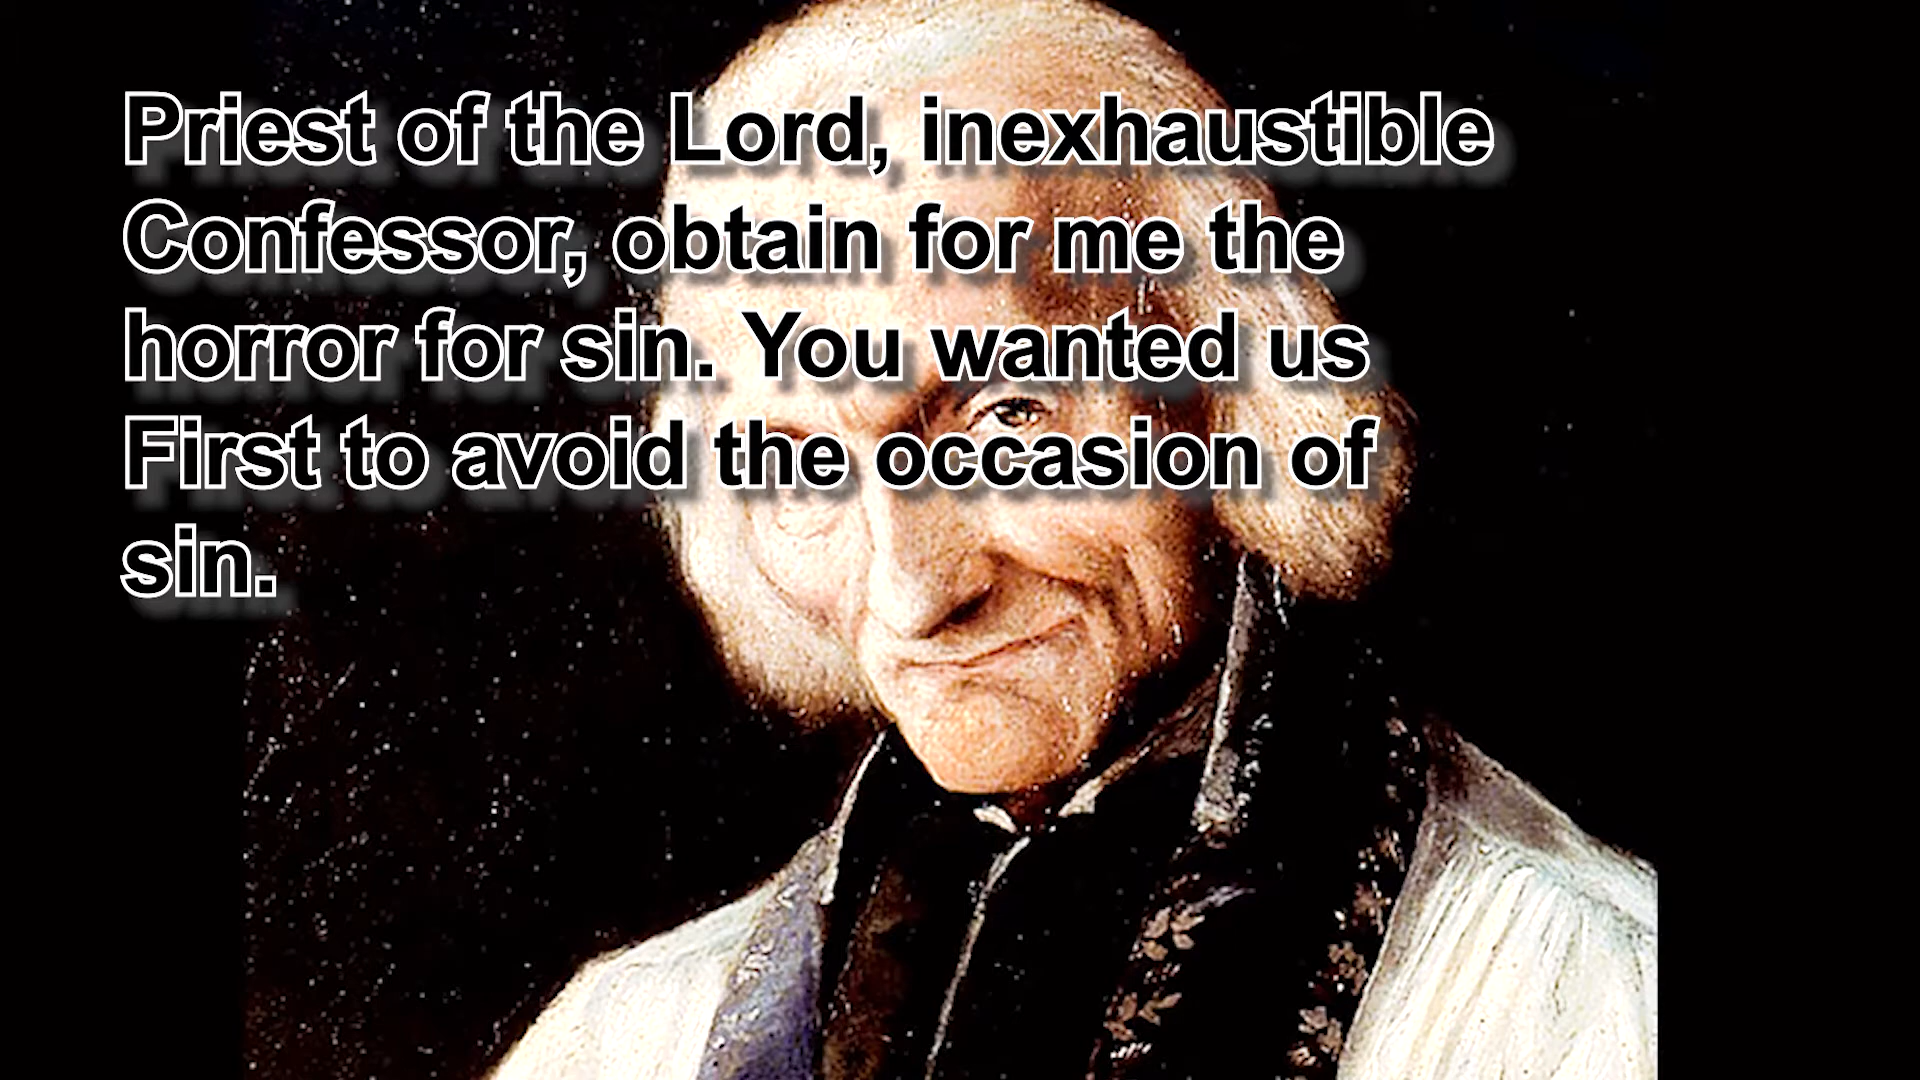 Priest of the Lord, inexhaustible
Confessor, obtain for me the
horror for sin. You wanted us
First to avoid the occasion of
sin.